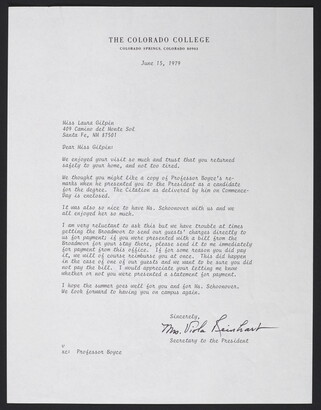 THE COLORADO COLLEGE
COLORADO SPRINGS, COLORADO 80903
June 15, 1979
Miss Laura Gilpin
409 Camino del Monte Sol
Santa Fe, NM 87501
Dear Miss Gilpin:
We enjoyed your visit so much and trust that you returned
safely to your home, and not too tired.
We thought you might like a copy of Professor Boyce's re-
marks when he presented you to the President as a candidate
for the degree. The Citation as delivered by him on Commence-
Day is enclosed.
It was also so nice to have Ms. Schoonover with us and we
all enjoyed her so much.
I am very reluctant to ask this but we have trouble at times
getting the Broadmoor to send our guests' charges directly to
us for payment; if you were presented with a bill from the
Broadmoor for your stay there, please send it to me immediately
for payment from this office. If for some reason you did pay
it, we will of course reimburse you at once. This did happen
in the case of one of our guests and we want to be sure you did
not pay the bill. I would appreciate your letting me know
whether or not you were presented a statement for payment.
I hope the summer goes well for you and for Ms. Schoonover.
We look forward to having you on campus again.
Sincerely,
Mrs. Viola Reinhart
Secretary to the President
v
xc: Professor Boyce